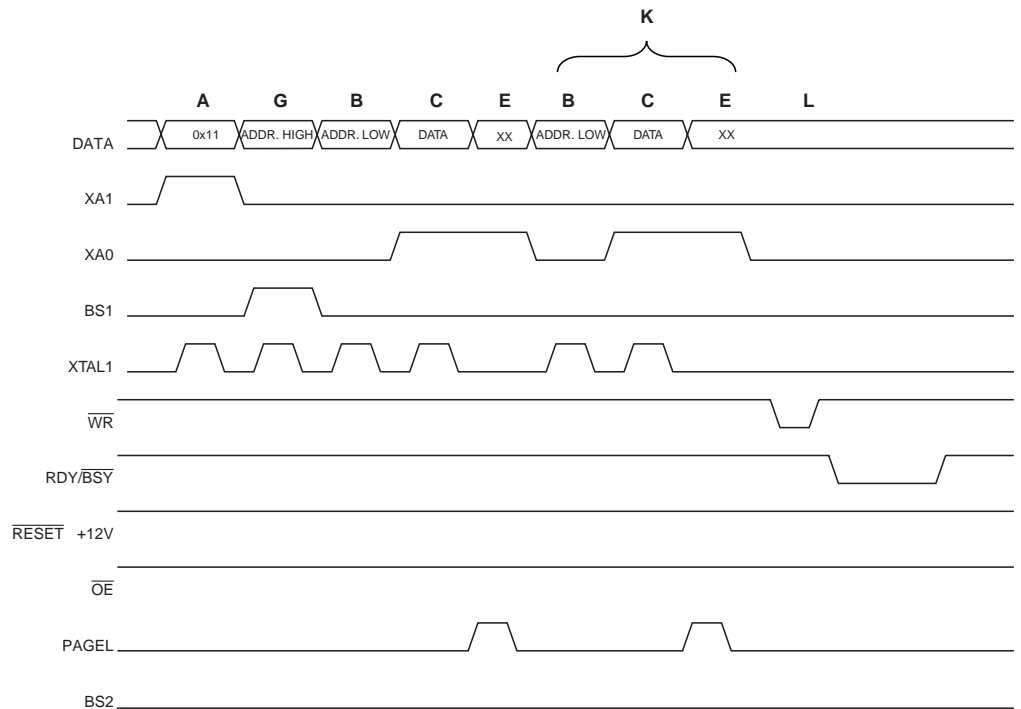 K
A G B C E B C E L
DATA 0x11 ADDR. HIGH ADDR. LOW DATA XX ADDR. LOW DATA XX
XA1
XA0
BS1
XTAL1
WR
RDY/BSY
RESET +12V
OE
PAGEL
BS2